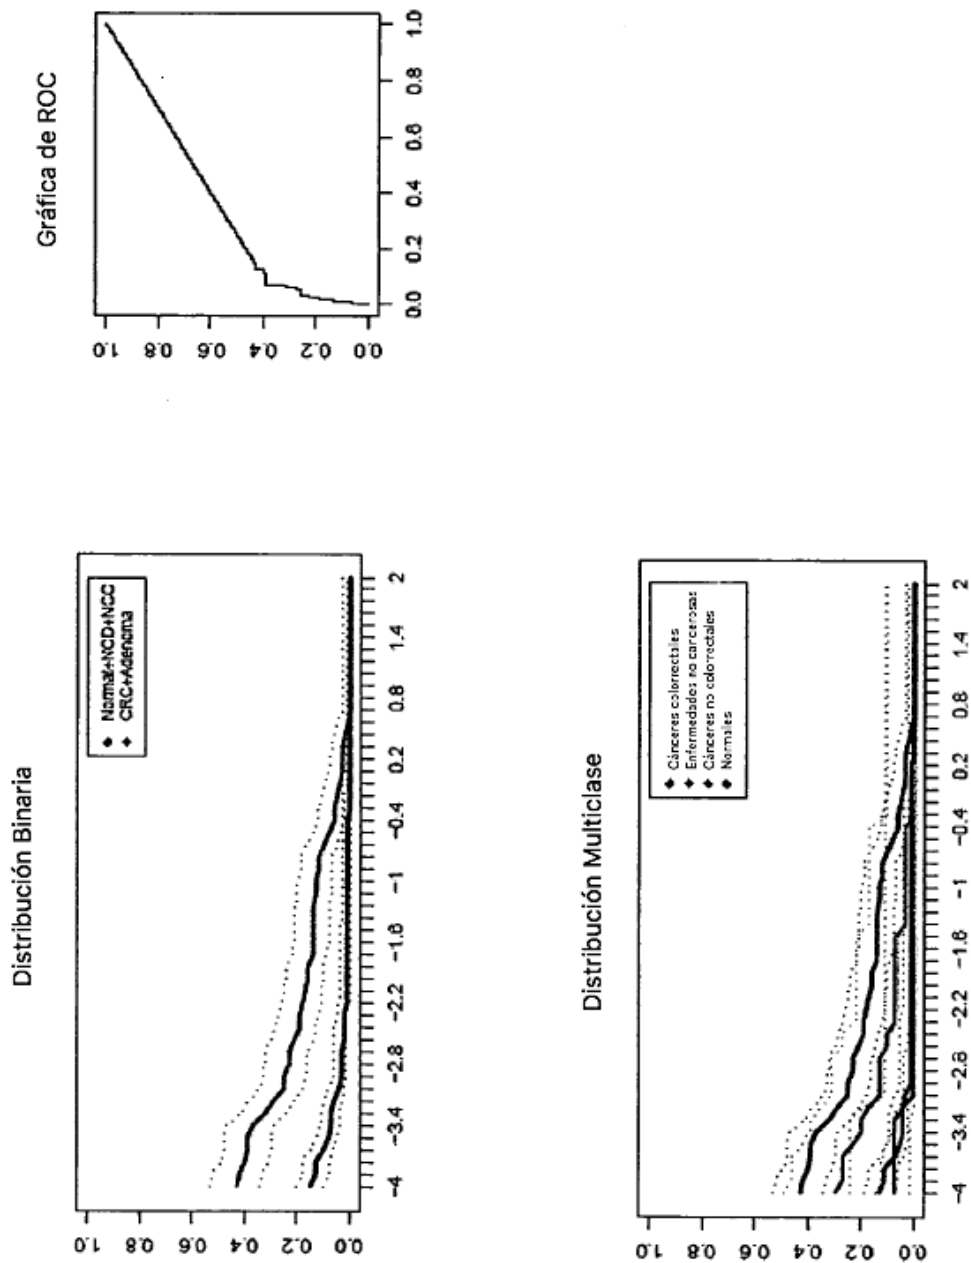 Distribución Binaria
1.0
0.8
0.6
0.4
0.2
0.0
Normal+NCD+NCC
CRC+Adenoma
-4 -3.4 -2.8 -2.2 -1.6 -1 -0.4 0.2 0.8 1.4 2
Gráfica de ROC
1.0
0.8
0.6
0.4
0.2
0.0
0.0 0.2 0.4 0.6 0.8 1.0
Distribución Multiclase
1.0
0.8
0.6
0.4
0.2
0.0
Cánceres colorrectales
Enfermedades no cancerosas
Cánceres no colorrectales
Normales
-4 -3.4 -2.8 -2.2 -1.6 -1 -0.4 0.2 0.8 1.4 2